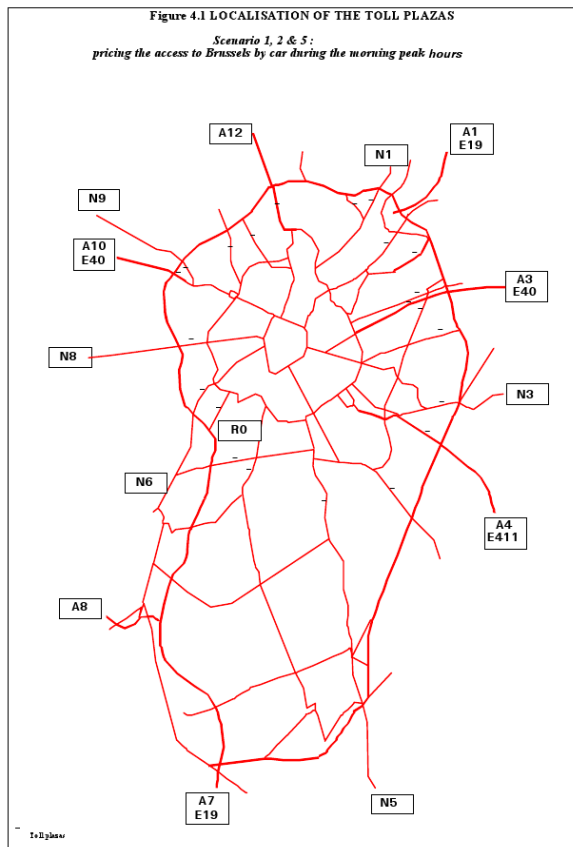 Figure 4.1 LOCALISATION OF THE TOLL PLAZAS
Scenario 1, 2 & 5 :
pricing the access to Brussels by car during the morning peak hours
A12
A1
E19
N1
N9
A10
E40
A3
E40
N8
N3
R0
N6
A4
E411
A8
A7
E19
N5
Toll plazas